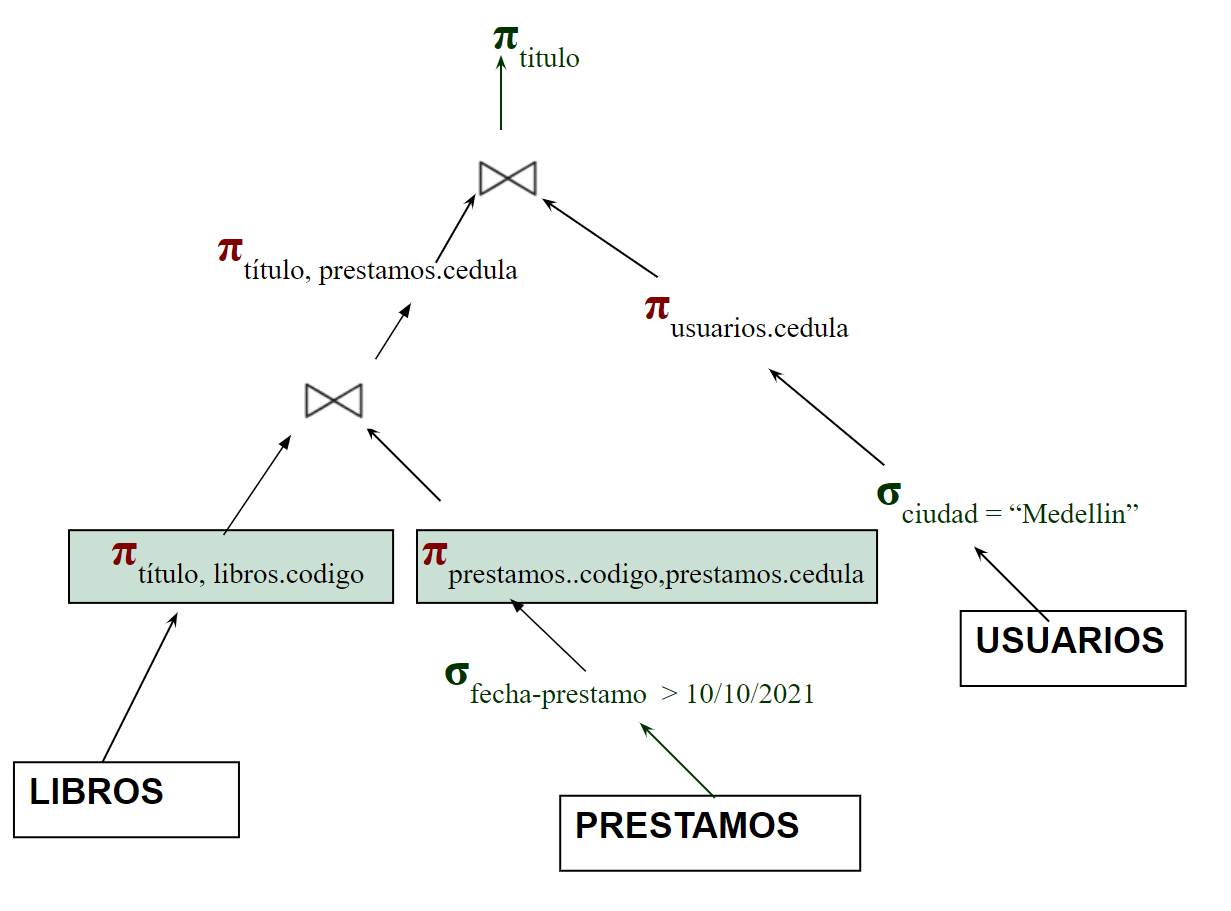 π titulo
π título, prestamos.cedula
π usuarios.cedula
σ ciudad = “Medellin”
π título, libros.codigo
π prestamos..codigo,prestamos.cedula
USUARIOS
σ fecha-prestamo > 10/10/2021
LIBROS
PRESTAMOS